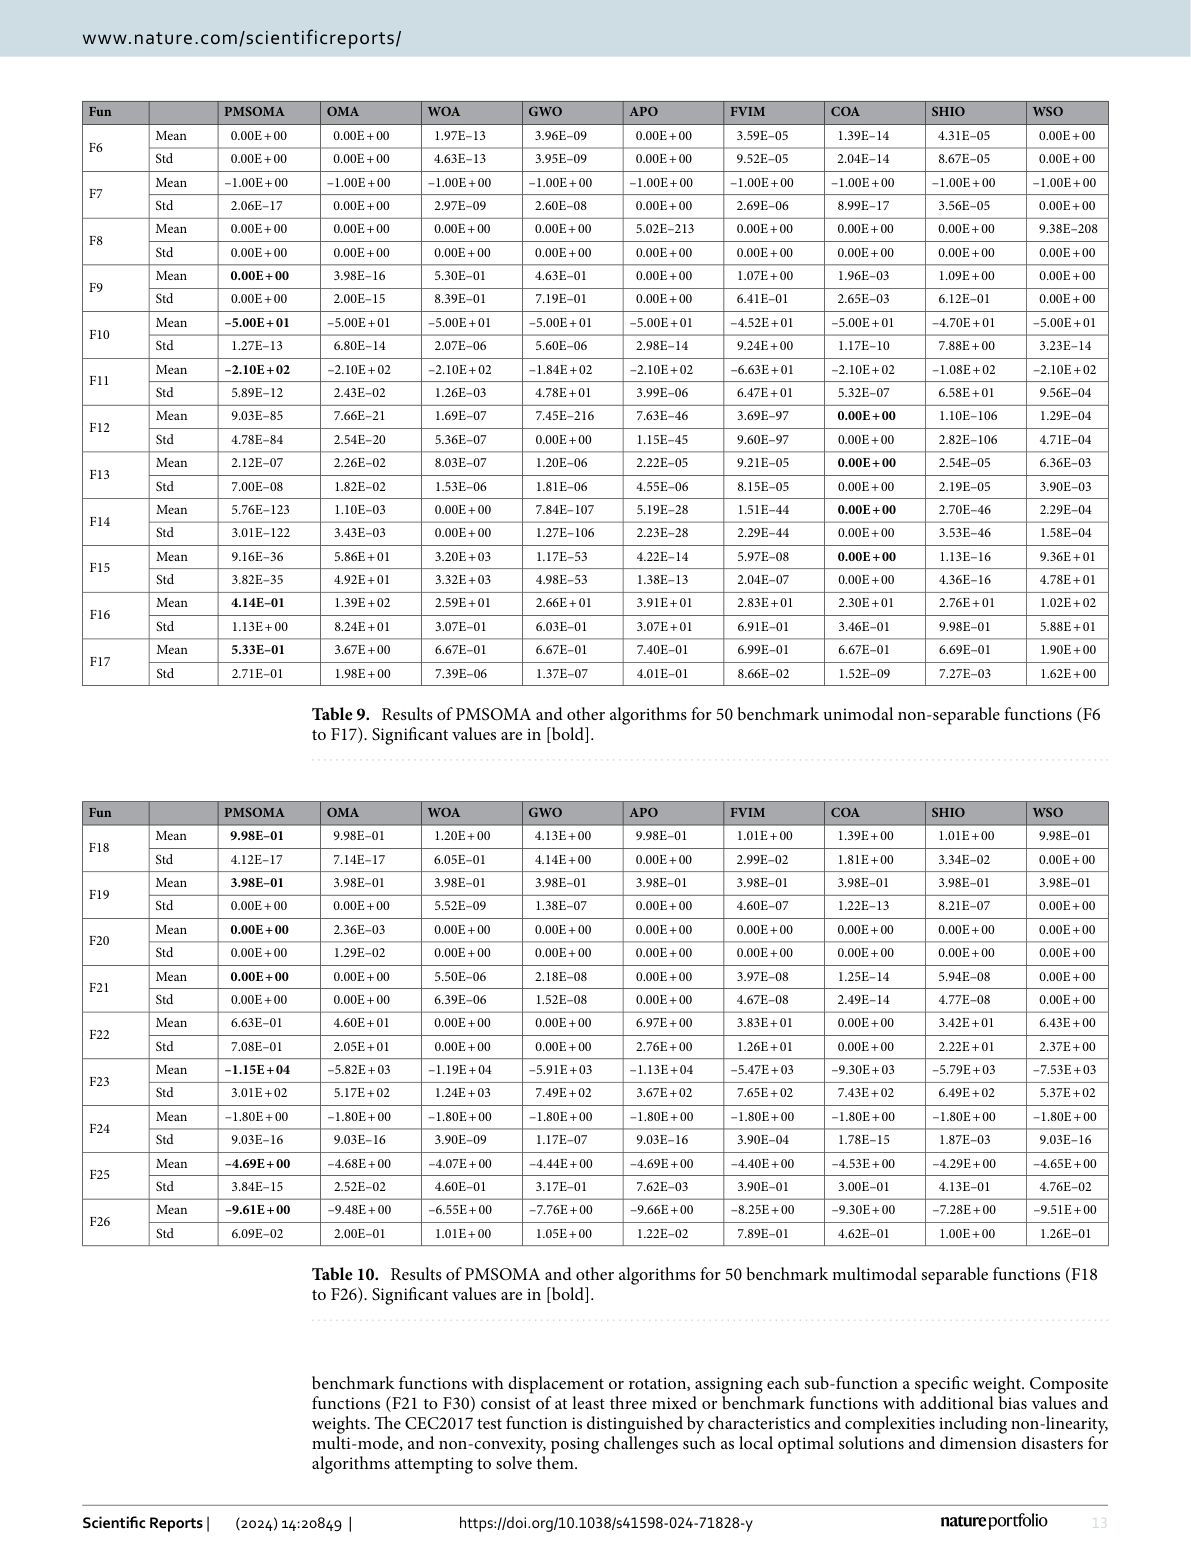 www.nature.com/scientificreports/
Fun PMSOMA OMA WOA GWO APO FVIM COA SHIO WSO
F6 Mean 0.00E+00 0.00E+00 1.97E–13 3.96E–09 0.00E+00 3.59E–05 1.39E–14 4.31E–05 0.00E+00
Std 0.00E+00 0.00E+00 4.63E–13 3.95E–09 0.00E+00 9.52E–05 2.04E–14 8.67E–05 0.00E+00
F7 Mean –1.00E+00 –1.00E+00 –1.00E+00 –1.00E+00 –1.00E+00 –1.00E+00 –1.00E+00 –1.00E+00 –1.00E+00
Std 2.06E–17 0.00E+00 2.97E–09 2.60E–08 0.00E+00 2.69E–06 8.99E–17 3.56E–05 0.00E+00
F8 Mean 0.00E+00 0.00E+00 0.00E+00 0.00E+00 5.02E–213 0.00E+00 0.00E+00 0.00E+00 9.38E–208
Std 0.00E+00 0.00E+00 0.00E+00 0.00E+00 0.00E+00 0.00E+00 0.00E+00 0.00E+00 0.00E+00
F9 Mean 0.00E+00 3.98E–16 5.30E–01 4.63E–01 0.00E+00 1.07E+00 1.96E–03 1.09E+00 0.00E+00
Std 0.00E+00 2.00E–15 8.39E–01 7.19E–01 0.00E+00 6.41E–01 2.65E–03 6.12E–01 0.00E+00
F10 Mean –5.00E+01 –5.00E+01 –5.00E+01 –5.00E+01 –5.00E+01 –4.52E+01 –5.00E+01 –4.70E+01 –5.00E+01
Std 1.27E–13 6.80E–14 2.07E–06 5.60E–06 2.98E–14 9.24E+00 1.17E–10 7.88E+00 3.23E–14
F11 Mean –2.10E+02 –2.10E+02 –2.10E+02 –1.84E+02 –2.10E+02 –6.63E+01 –2.10E+02 –1.08E+02 –2.10E+02
Std 5.89E–12 2.43E–02 1.26E–03 4.78E+01 3.99E–06 6.47E+01 5.32E–07 6.58E+01 9.56E–04
F12 Mean 9.03E–85 7.66E–21 1.69E–07 7.45E–216 7.63E–46 3.69E–97 0.00E+00 1.10E–106 1.29E–04
Std 4.78E–84 2.54E–20 5.36E–07 0.00E+00 1.15E–45 9.60E–97 0.00E+00 2.82E–106 4.71E–04
F13 Mean 2.12E–07 2.26E–02 8.03E–07 1.20E–06 2.22E–05 9.21E–05 0.00E+00 2.54E–05 6.36E–03
Std 7.00E–08 1.82E–02 1.53E–06 1.81E–06 4.55E–06 8.15E–05 0.00E+00 2.19E–05 3.90E–03
F14 Mean 5.76E–123 1.10E–03 0.00E+00 7.84E–107 5.19E–28 1.51E–44 0.00E+00 2.70E–46 2.29E–04
Std 3.01E–122 3.43E–03 0.00E+00 1.27E–106 2.23E–28 2.29E–44 0.00E+00 3.53E–46 1.58E–04
F15 Mean 9.16E–36 5.86E+01 3.20E+03 1.17E–53 4.22E–14 5.97E–08 0.00E+00 1.13E–16 9.36E+01
Std 3.82E–35 4.92E+01 3.32E+03 4.98E–53 1.38E–13 2.04E–07 0.00E+00 4.36E–16 4.78E+01
F16 Mean 4.14E–01 1.39E+02 2.59E+01 2.66E+01 3.91E+01 2.83E+01 2.30E+01 2.76E+01 1.02E+02
Std 1.13E+00 8.24E+01 3.07E–01 6.03E–01 3.07E+01 6.91E–01 3.46E–01 9.98E–01 5.88E+01
F17 Mean 5.33E–01 3.67E+00 6.67E–01 6.67E–01 7.40E–01 6.99E–01 6.67E–01 6.69E–01 1.90E+00
Std 2.71E–01 1.98E+00 7.39E–06 1.37E–07 4.01E–01 8.66E–02 1.52E–09 7.27E–03 1.62E+00
Table 9. Results of PMSOMA and other algorithms for 50 benchmark unimodal non-separable functions (F6
to F17). Significant values are in [bold].
Fun PMSOMA OMA WOA GWO APO FVIM COA SHIO WSO
F18 Mean 9.98E–01 9.98E–01 1.20E+00 4.13E+00 9.98E–01 1.01E+00 1.39E+00 1.01E+00 9.98E–01
Std 4.12E–17 7.14E–17 6.05E–01 4.14E+00 0.00E+00 2.99E–02 1.81E+00 3.34E–02 0.00E+00
F19 Mean 3.98E–01 3.98E–01 3.98E–01 3.98E–01 3.98E–01 3.98E–01 3.98E–01 3.98E–01 3.98E–01
Std 0.00E+00 0.00E+00 5.52E–09 1.38E–07 0.00E+00 4.60E–07 1.22E–13 8.21E–07 0.00E+00
F20 Mean 0.00E+00 2.36E–03 0.00E+00 0.00E+00 0.00E+00 0.00E+00 0.00E+00 0.00E+00 0.00E+00
Std 0.00E+00 1.29E–02 0.00E+00 0.00E+00 0.00E+00 0.00E+00 0.00E+00 0.00E+00 0.00E+00
F21 Mean 0.00E+00 0.00E+00 5.50E–06 2.18E–08 0.00E+00 3.97E–08 1.25E–14 5.94E–08 0.00E+00
Std 0.00E+00 0.00E+00 6.39E–06 1.52E–08 0.00E+00 4.67E–08 2.49E–14 4.77E–08 0.00E+00
F22 Mean 6.63E–01 4.60E+01 0.00E+00 0.00E+00 6.97E+00 3.83E+01 0.00E+00 3.42E+01 6.43E+00
Std 7.08E–01 2.05E+01 0.00E+00 0.00E+00 2.76E+00 1.26E+01 0.00E+00 2.22E+01 2.37E+00
F23 Mean –1.15E+04 –5.82E+03 –1.19E+04 –5.91E+03 –1.13E+04 –5.47E+03 –9.30E+03 –5.79E+03 –7.53E+03
Std 3.01E+02 5.17E+02 1.24E+03 7.49E+02 3.67E+02 7.65E+02 7.43E+02 6.49E+02 5.37E+02
F24 Mean –1.80E+00 –1.80E+00 –1.80E+00 –1.80E+00 –1.80E+00 –1.80E+00 –1.80E+00 –1.80E+00 –1.80E+00
Std 9.03E–16 9.03E–16 3.90E–09 1.17E–07 9.03E–16 3.90E–04 1.78E–15 1.87E–03 9.03E–16
F25 Mean –4.69E+00 –4.68E+00 –4.07E+00 –4.44E+00 –4.69E+00 –4.40E+00 –4.53E+00 –4.29E+00 –4.65E+00
Std 3.84E–15 2.52E–02 4.60E–01 3.17E–01 7.62E–03 3.90E–01 3.00E–01 4.13E–01 4.76E–02
F26 Mean –9.61E+00 –9.48E+00 –6.55E+00 –7.76E+00 –9.66E+00 –8.25E+00 –9.30E+00 –7.28E+00 –9.51E+00
Std 6.09E–02 2.00E–01 1.01E+00 1.05E+00 1.22E–02 7.89E–01 4.62E–01 1.00E+00 1.26E–01
Table 10. Results of PMSOMA and other algorithms for 50 benchmark multimodal separable functions (F18
to F26). Significant values are in [bold].
benchmark functions with displacement or rotation, assigning each sub-function a specific weight. Composite
functions (F21 to F30) consist of at least three mixed or benchmark functions with additional bias values and
weights. The CEC2017 test function is distinguished by characteristics and complexities including non-linearity,
multi-mode, and non-convexity, posing challenges such as local optimal solutions and dimension disasters for
algorithms attempting to solve them.
Scientific Reports | (2024) 14:20849 | https://doi.org/10.1038/s41598-024-71828-y natureportfolio 13